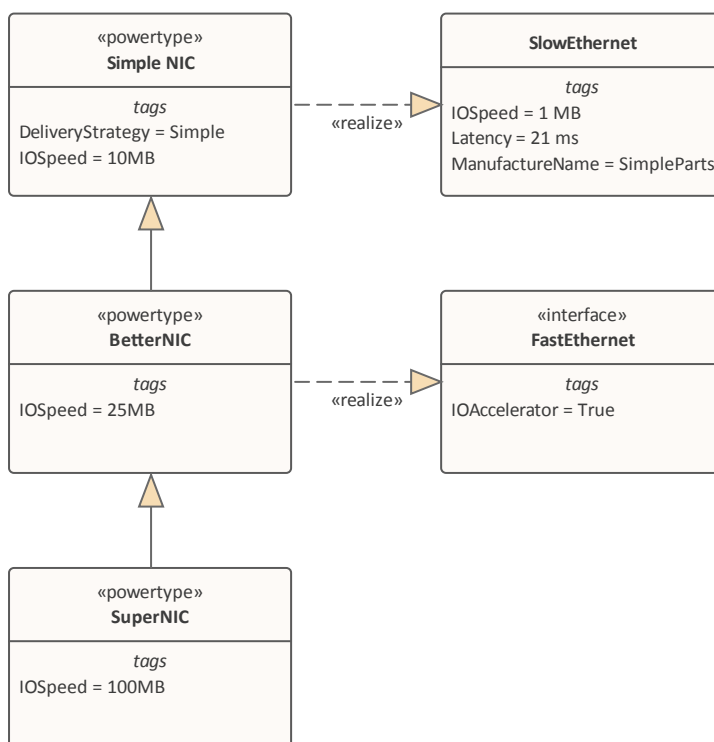 «powertype»
Simple NIC
tags
DeliveryStrategy = Simple
IOSpeed = 10MB
«realize»
SlowEthernet
tags
IOSpeed = 1 MB
Latency = 21 ms
ManufactureName = SimpleParts
«powertype»
BetterNIC
tags
IOSpeed = 25MB
«realize»
«interface»
FastEthernet
tags
IOAccelerator = True
«powertype»
SuperNIC
tags
IOSpeed = 100MB